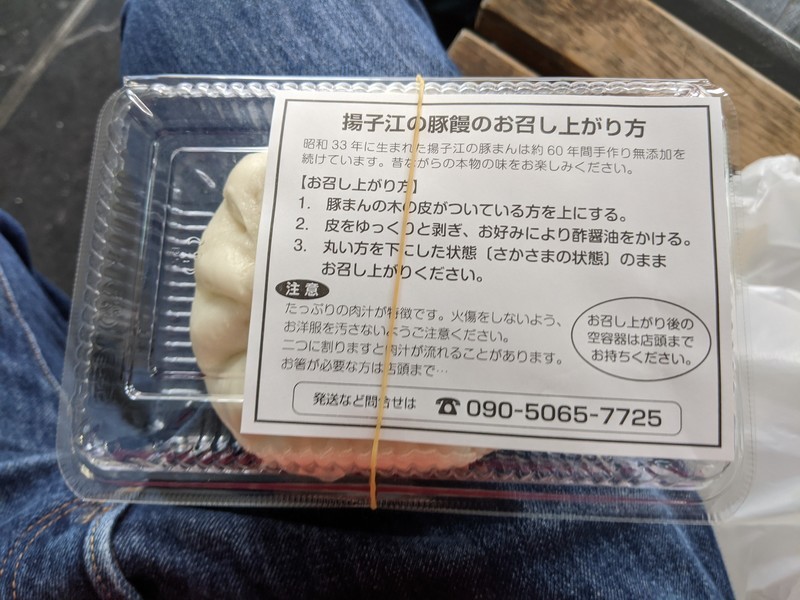 揚子江の豚饅のお召し上がり方
昭和33年に生まれた揚子江の豚まんは約60年間手作り無添加を
続けています。昔ながらの本物の味をお楽しみください。
【お召し上がり方】
1. 豚まんの木の皮がついている方を上にする。
2. 皮をゆっくりと剥ぎ、お好みにより酢醤油をかける。
3. 丸い方を下にした状態〔さかさまの状態〕のまま
お召し上がりください。
注意
たっぷりの肉汁が特徴です。火傷をしないよう、
お洋服を汚さないようご注意ください。
二つに割りますと肉汁が流れることがあります。
お箸が必要な方は店頭まで…
お召し上がり後の
空容器は店頭まで
お持ちください。
発送など問合せは ☎090-5065-7725